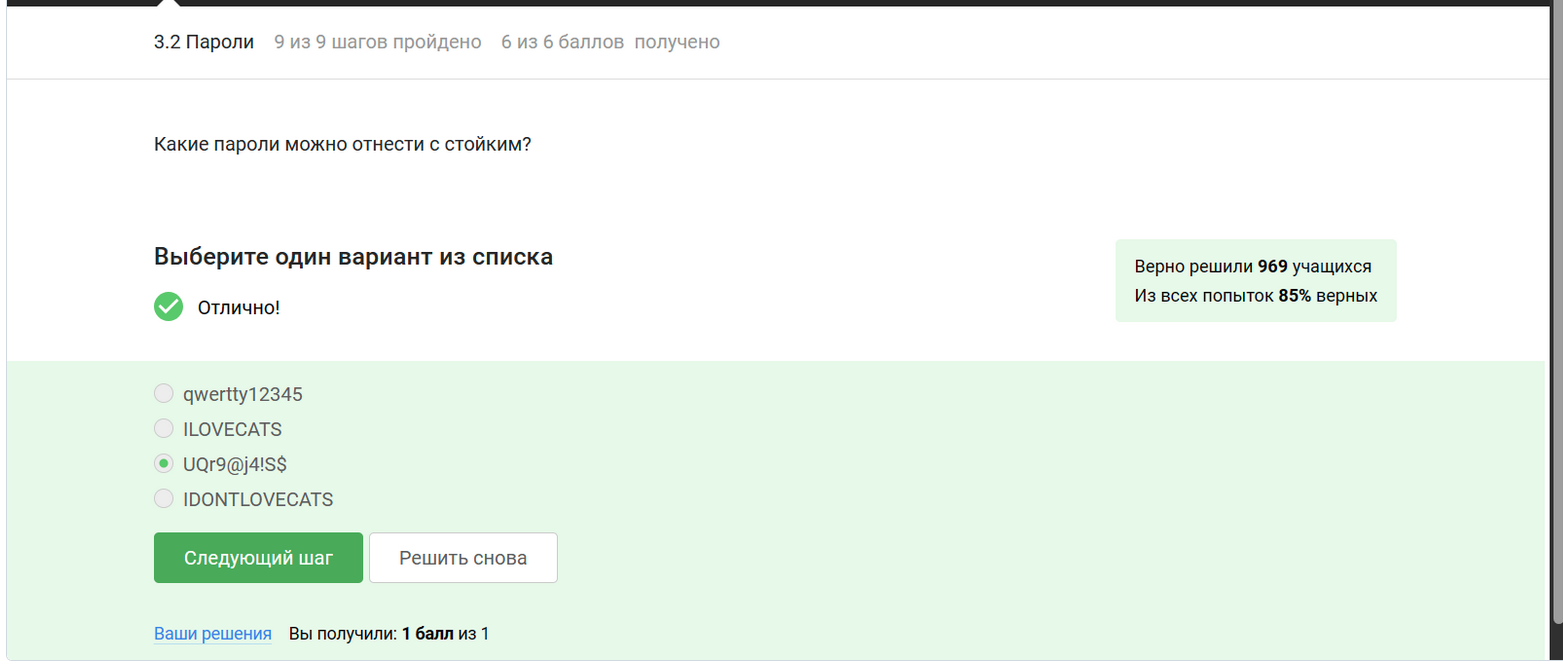 3.2 Пароли 9 из 9 шагов пройдено 6 из 6 баллов получено
Какие пароли можно отнести с стойким?
Выберите один вариант из списка
Отлично!
Верно решили 969 учащихся
Из всех попыток 85% верных
qwertty12345
ILOVECATS
UQr9@j4!S$
IDONTLOVECATS
Следующий шаг Решить снова
Ваши решения Вы получили: 1 балл из 1